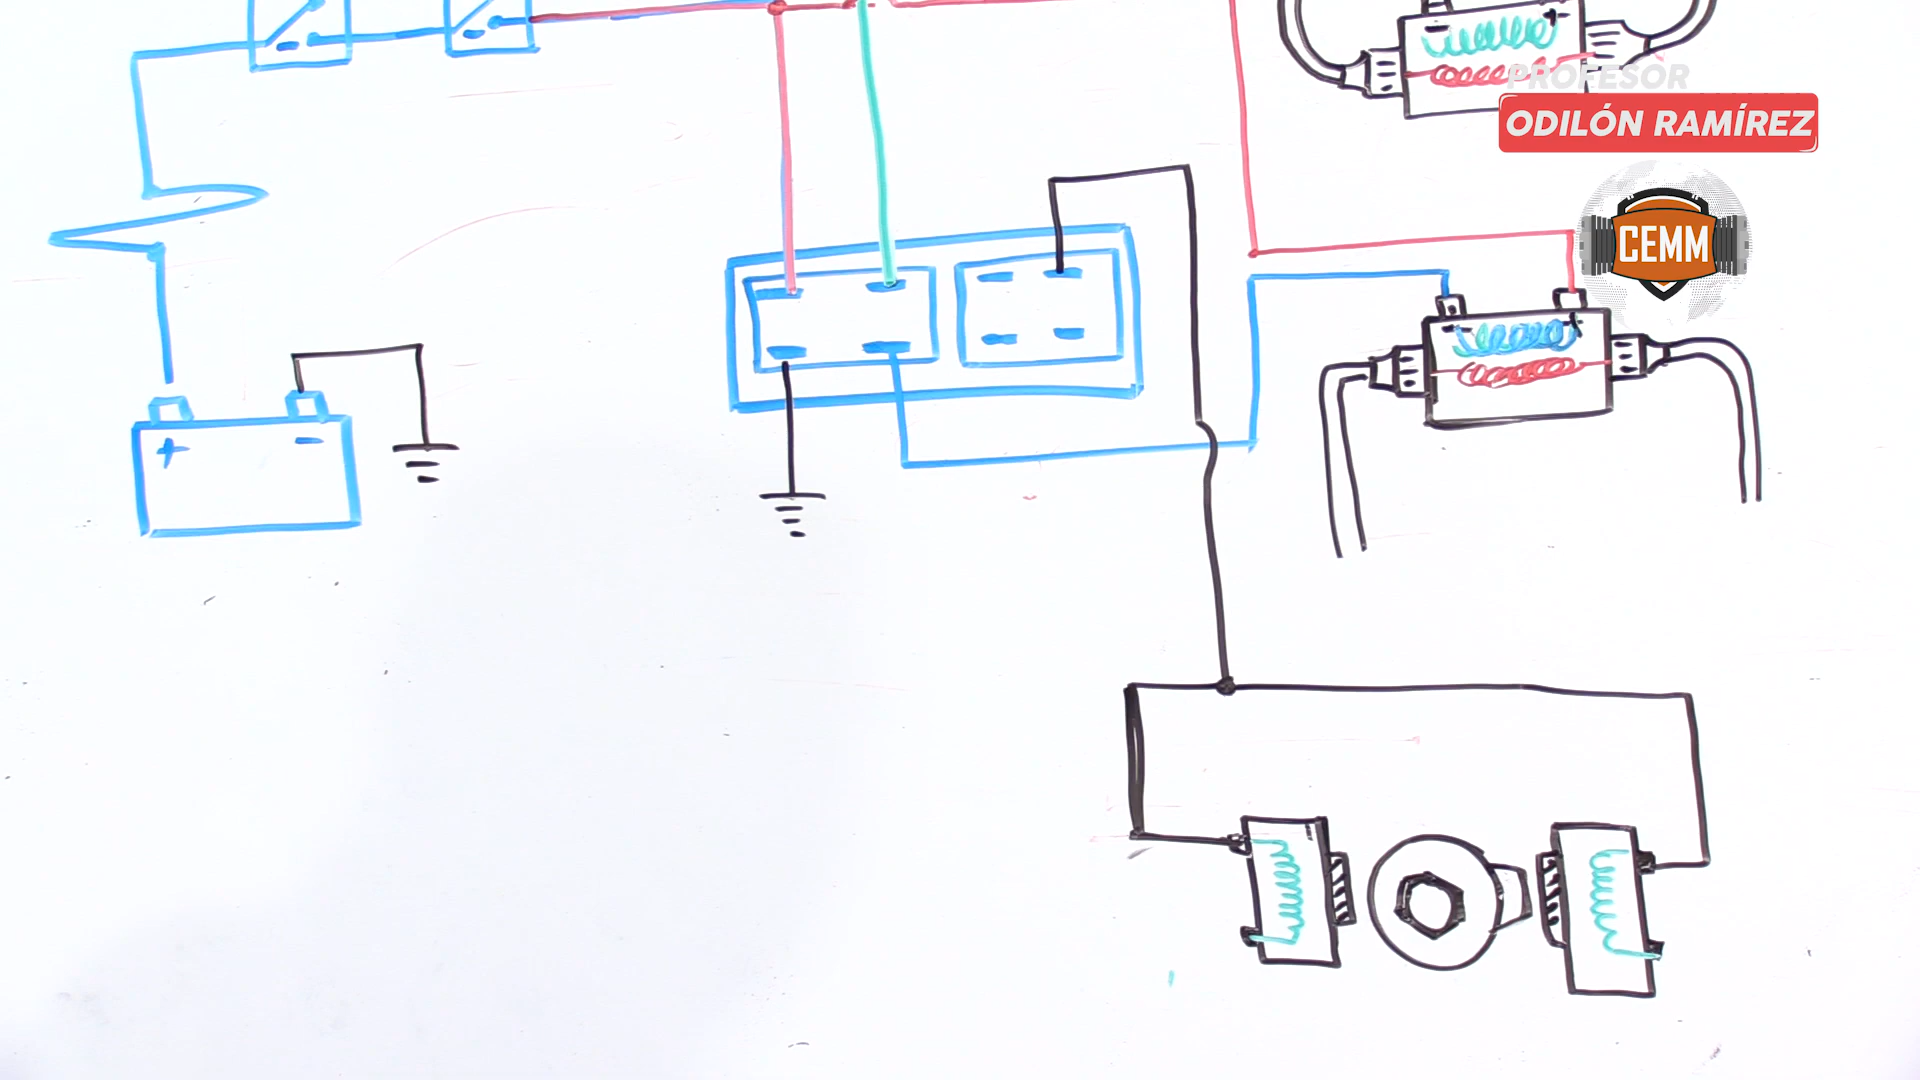 PROFESOR
ODILÓN RAMÍREZ
CEMM
- +
- +
+ -